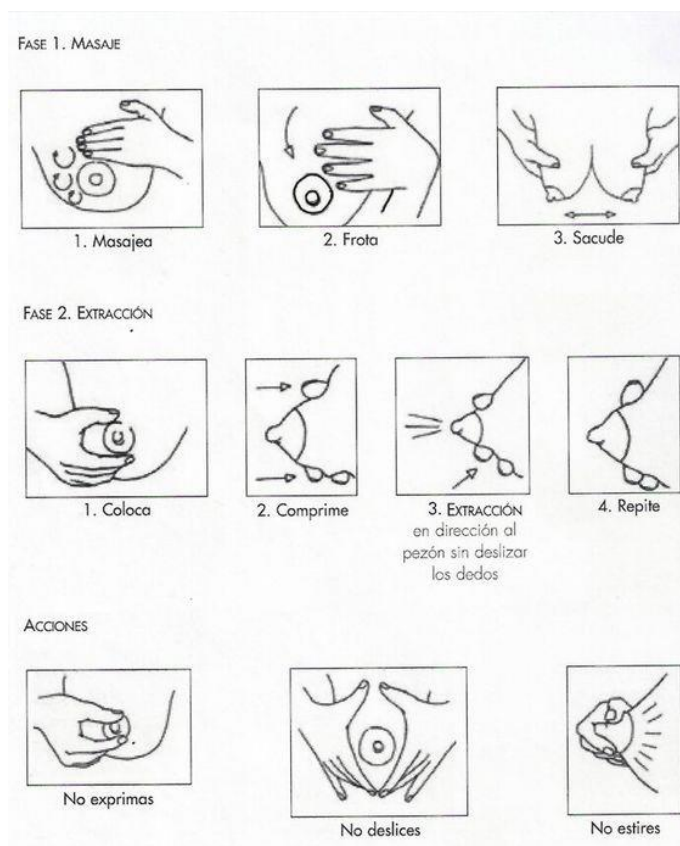 FASE 1. MASAJE
1. Masajea
2. Frota
3. Sacude
FASE 2. EXTRACCIÓN
1. Coloca
2. Comprime
3. EXTRACCIÓN
en dirección al
pezón sin deslizar
los dedos
4. Repite
ACCIONES
No exprimas
No deslices
No estires